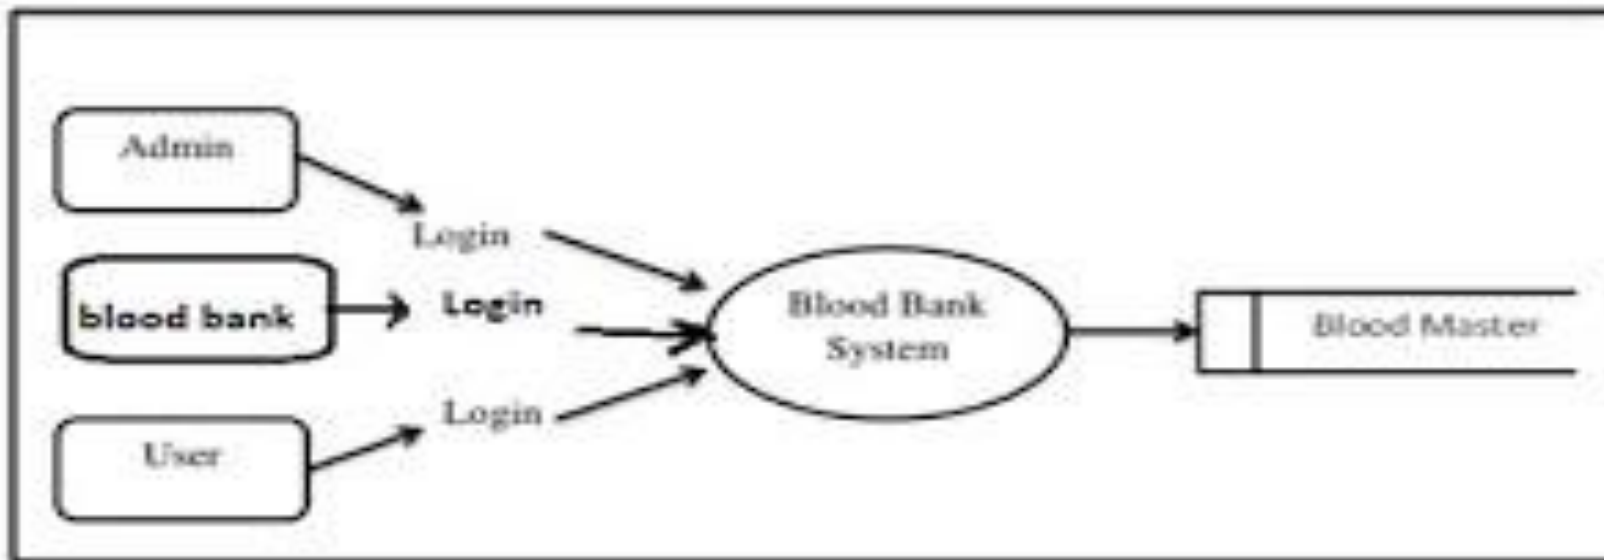 Admin
Login
blood bank
Login
Blood Bank
System
Blood Master
Login
User